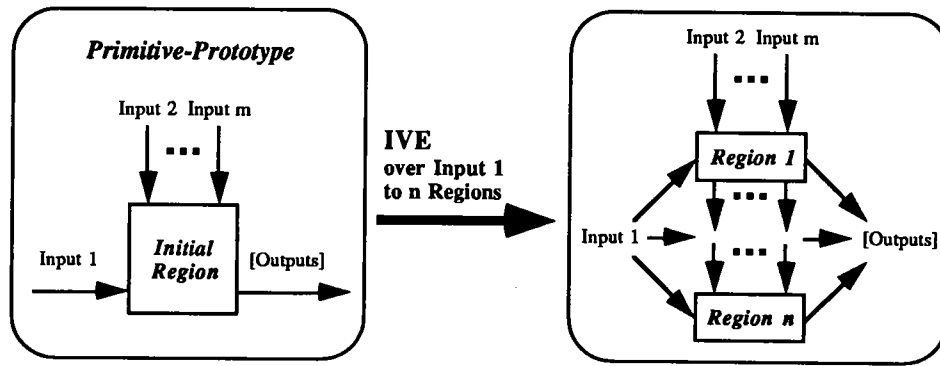 Primitive-Prototype
Input 2 Input m
Input 1
Initial
Region
[Outputs]
IVE
over Input 1
to n Regions
Input 2 Input m
Region 1
Input 1
[Outputs]
Region n